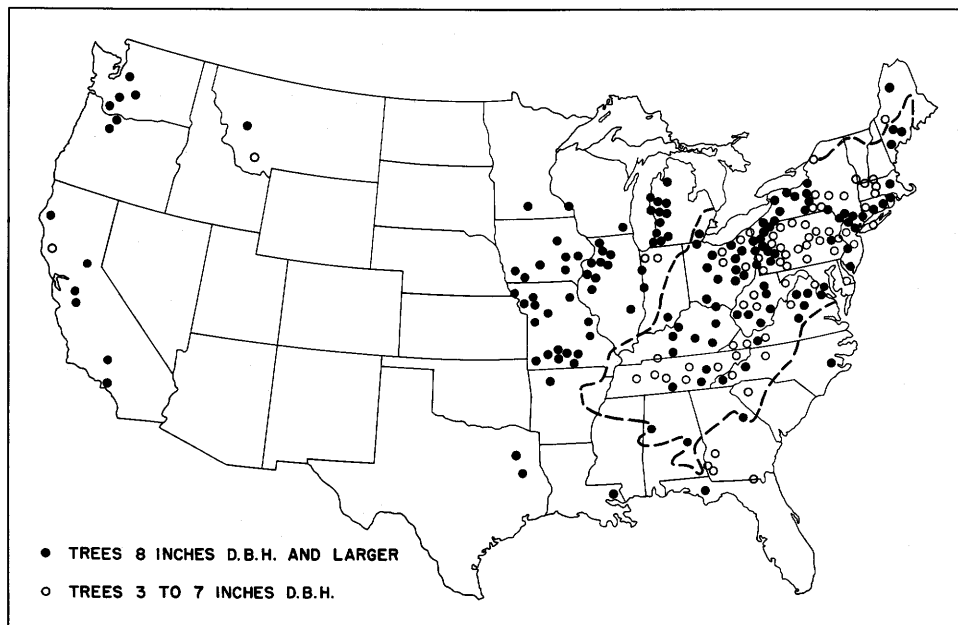 TREES 8 INCHES D.B.H. AND LARGER
TREES 3 TO 7 INCHES D.B.H.